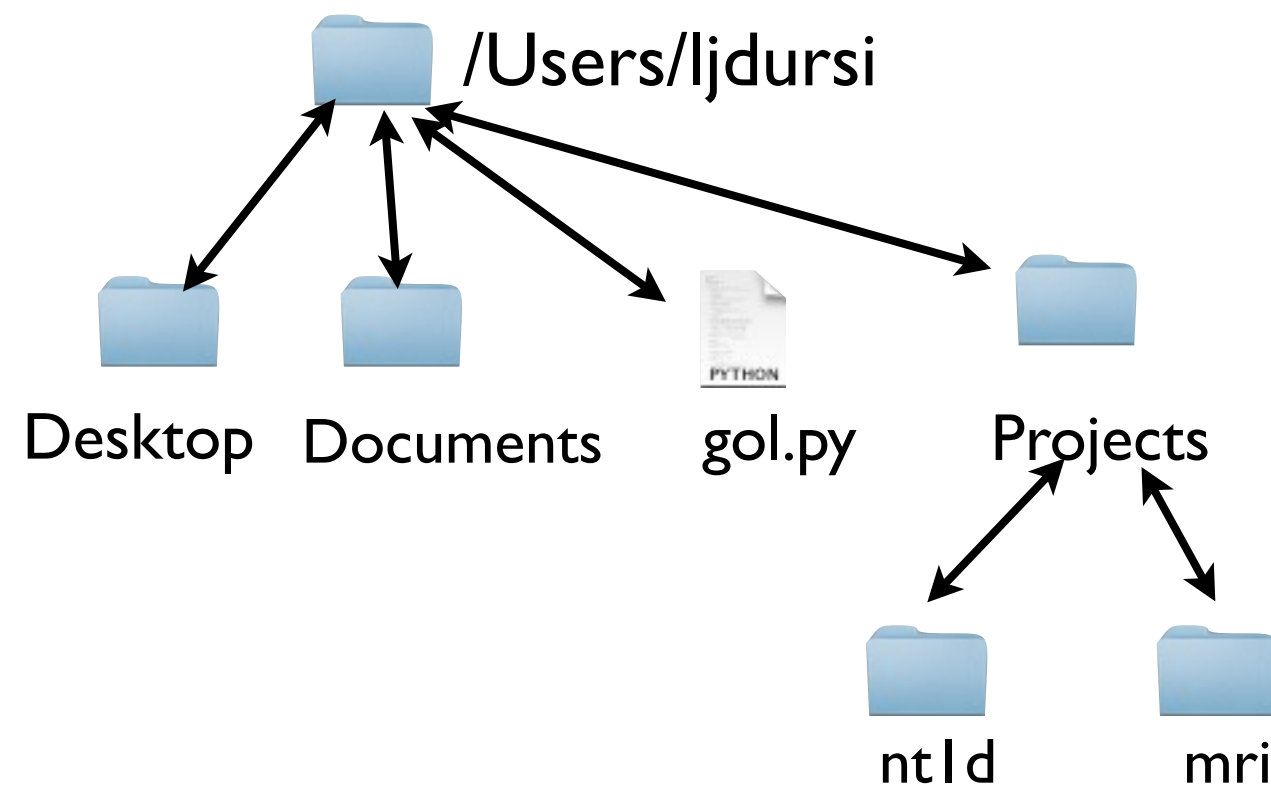 /Users/ljdursi
Desktop
Documents
PYTHON
gol.py
Projects
nt1d
mri